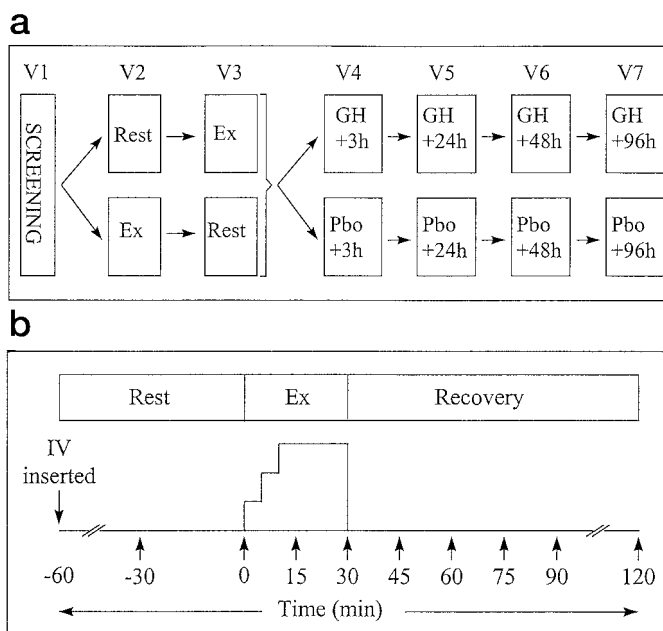 a
V1 V2 V3 V4 V5 V6 V7
SCREENING
Rest Ex
GH +3h
GH +24h
GH +48h
GH +96h
Ex Rest
Pbo +3h
Pbo +24h
Pbo +48h
Pbo +96h
b
Rest Ex Recovery
IV
inserted
-60 -30 0 15 30 45 60 75 90 120
Time (min)